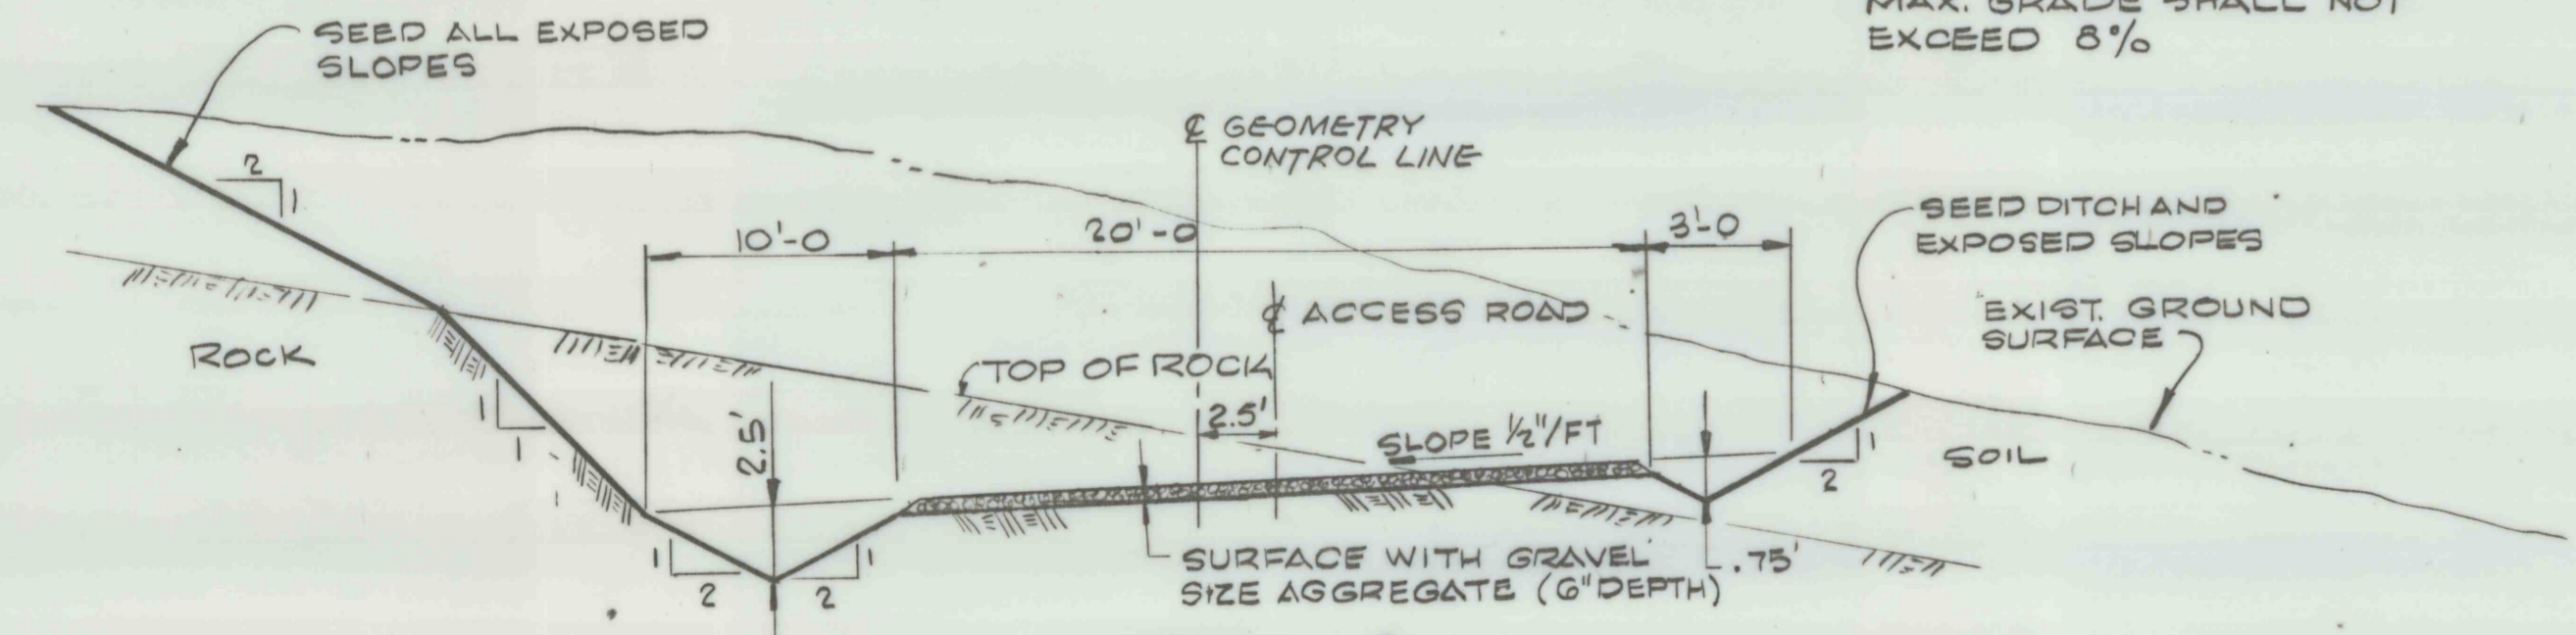 MAX. GRADE SHALL NOT
EXCEED 8%
SEED ALL EXPOSED
SLOPES
2
1
℄ GEOMETRY
CONTROL LINE
10'-0
20'-0
3'-0
SEED DITCH AND
EXPOSED SLOPES
EXIST. GROUND
SURFACE
℄ ACCESS ROAD
ROCK
TOP OF ROCK
1
1
2.5'
2.5'
SLOPE 1/2"/FT
1
2
SOIL
1
2
1
2
SURFACE WITH GRAVEL
SIZE AGGREGATE (6" DEPTH)
.75'